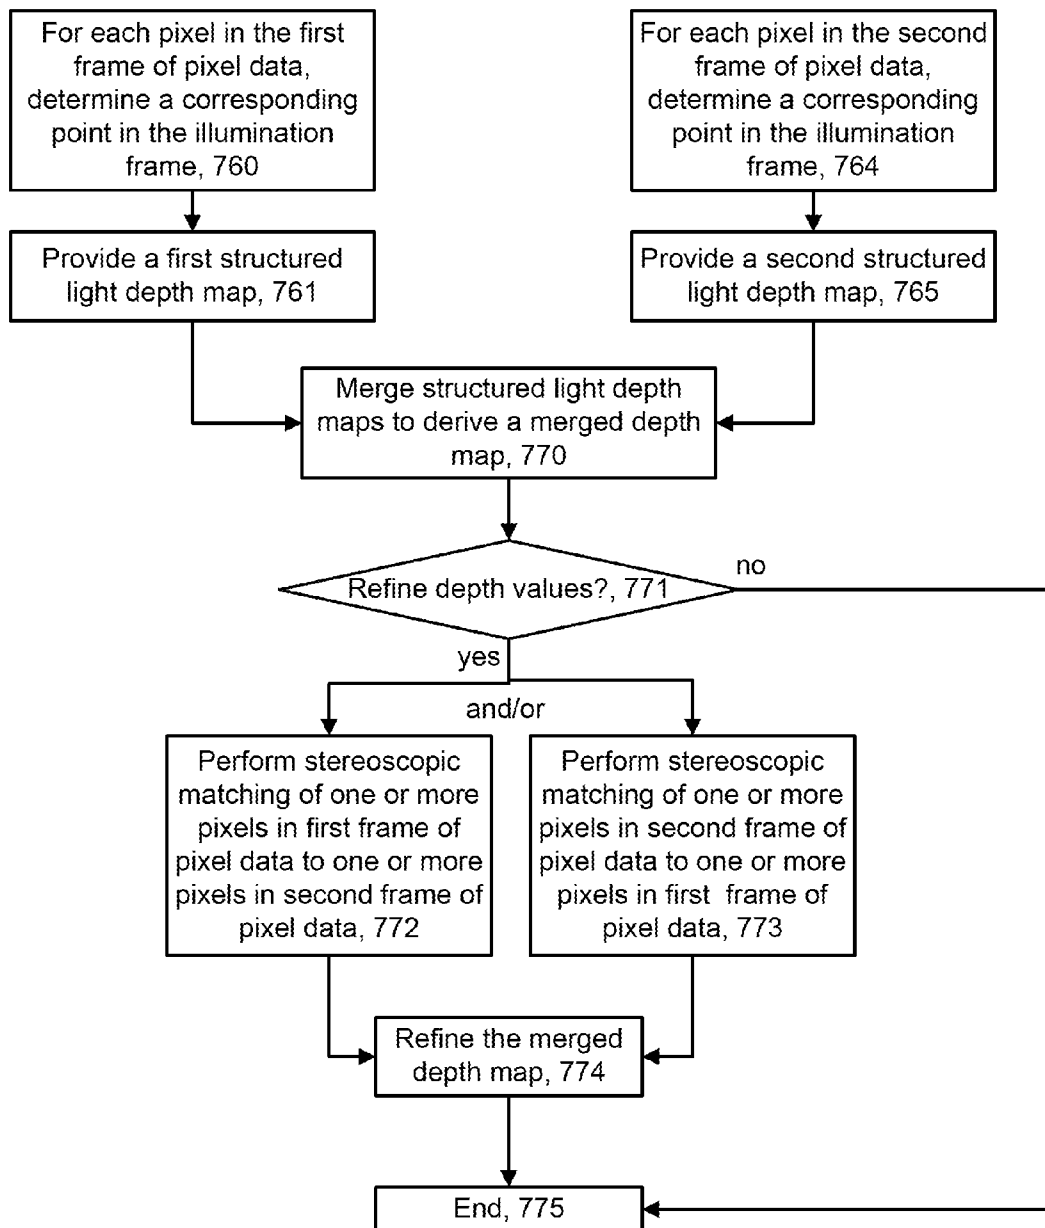 For each pixel in the first
frame of pixel data,
determine a corresponding
point in the illumination
frame, 760
For each pixel in the second
frame of pixel data,
determine a corresponding
point in the illumination
frame, 764
Provide a first structured
light depth map, 761
Provide a second structured
light depth map, 765
Merge structured light depth
maps to derive a merged depth
map, 770
Refine depth values?, 771
no
yes
and/or
Perform stereoscopic
matching of one or more
pixels in first frame of
pixel data to one or more
pixels in second frame of
pixel data, 772
Perform stereoscopic
matching of one or more
pixels in second frame of
pixel data to one or more
pixels in first frame of
pixel data, 773
Refine the merged
depth map, 774
End, 775